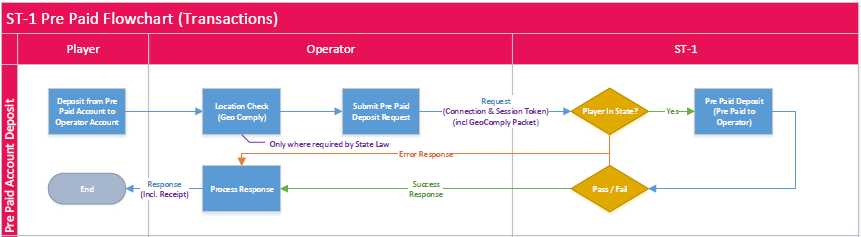 ST-1 Pre Paid Flowchart (Transactions)
Player
Operator
ST-1
Pre Paid Account Deposit
Deposit from Pre
Paid Account to
Operator Account
Location Check
(Geo Comply)
Submit Pre Paid
Deposit Request
Request
(Connection & Session Token)
(incl GeoComply Packet)
Player In State?
Yes
Pre Paid Deposit
(Pre Paid to
Operator)
Only where required by State Law
Error Response
End
Response
(Incl. Receipt)
Process Response
Success
Response
Pass / Fail